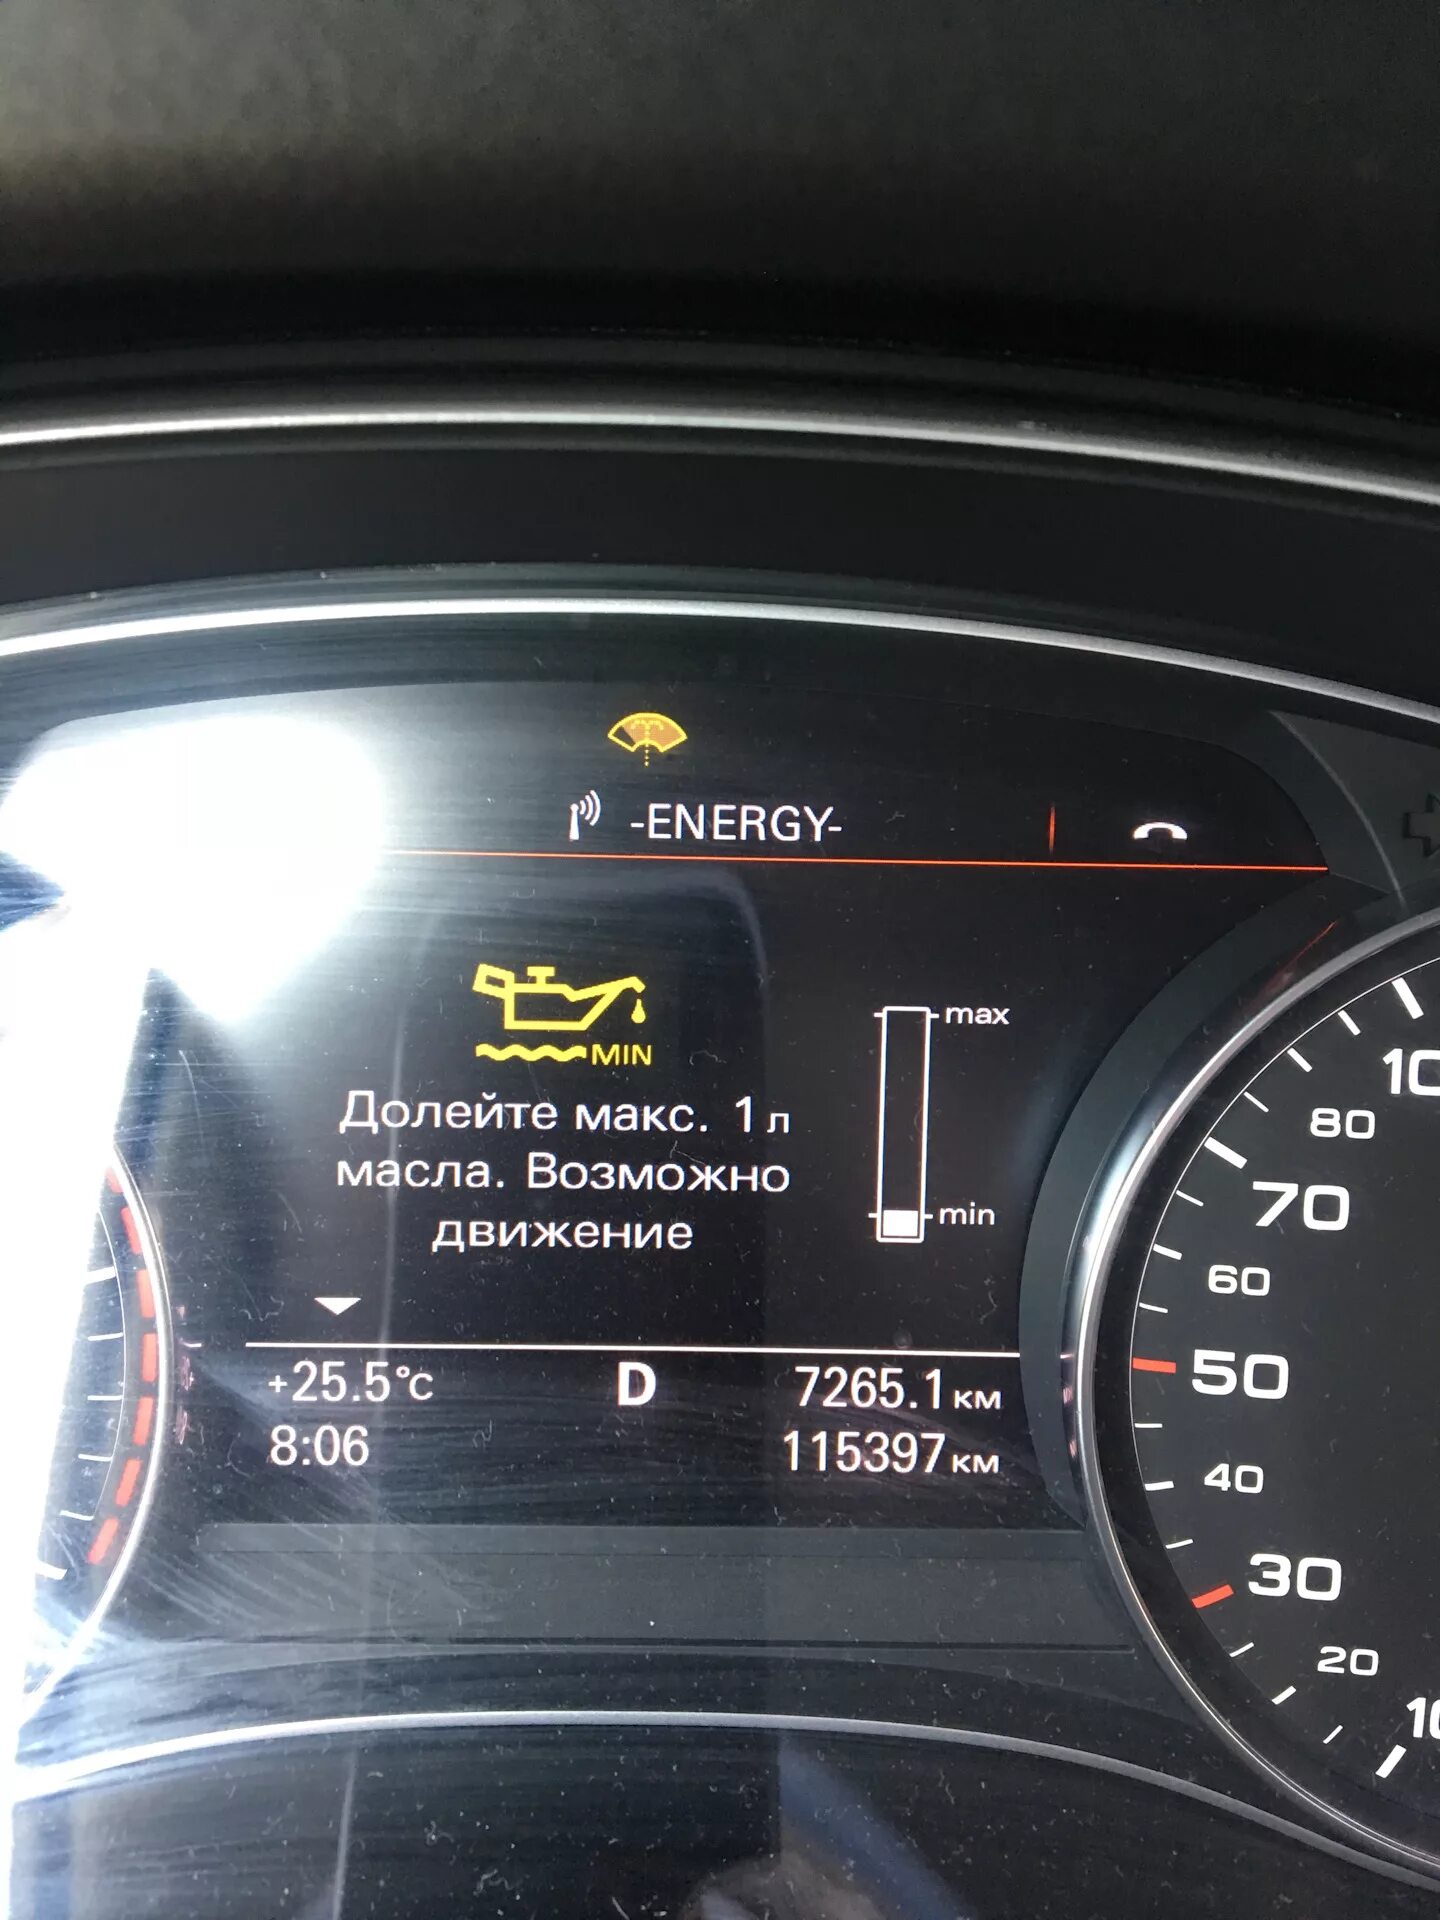 -ENERGY-
MIN
Долейте макс. 1 л
масла. Возможно
движение
max
min
+25.5°C
D
7265.1 км
8:06
115397 км
80
70
60
50
40
30
20